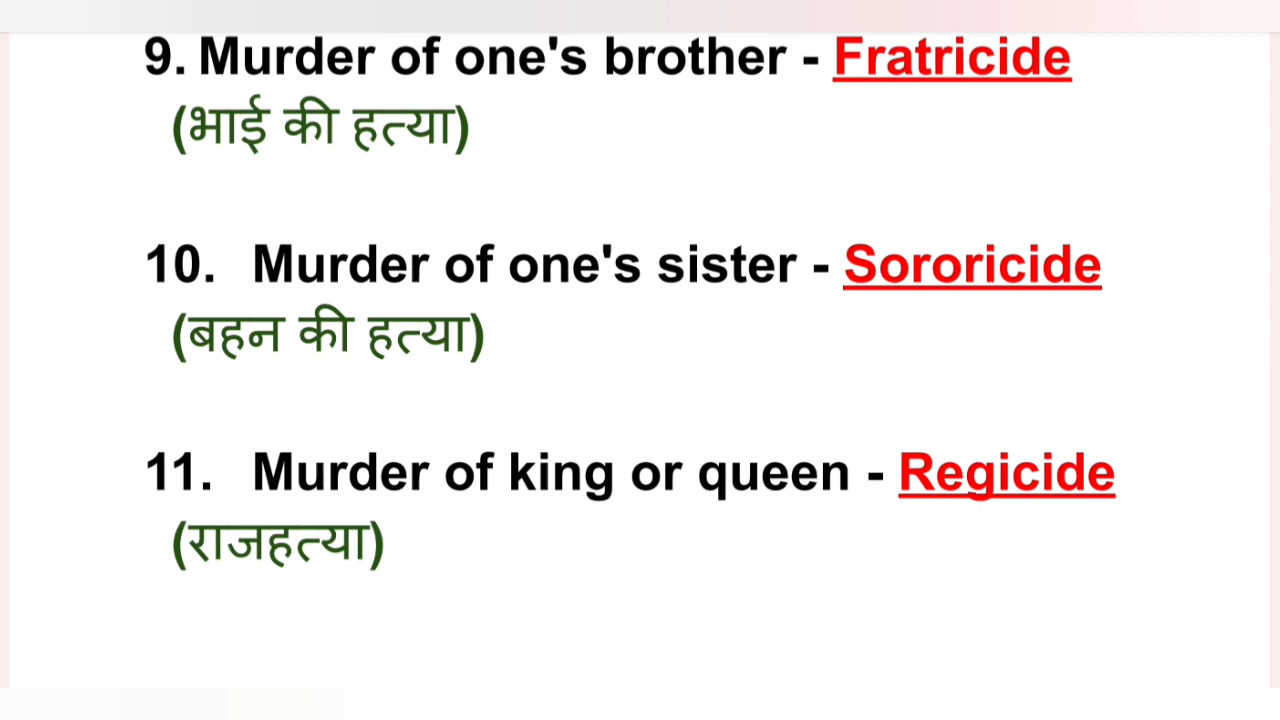 9. Murder of one's brother - Fratricide
(भाई की हत्या)
10. Murder of one's sister - Sororicide
(बहन की हत्या)
11. Murder of king or queen - Regicide
(राजहत्या)